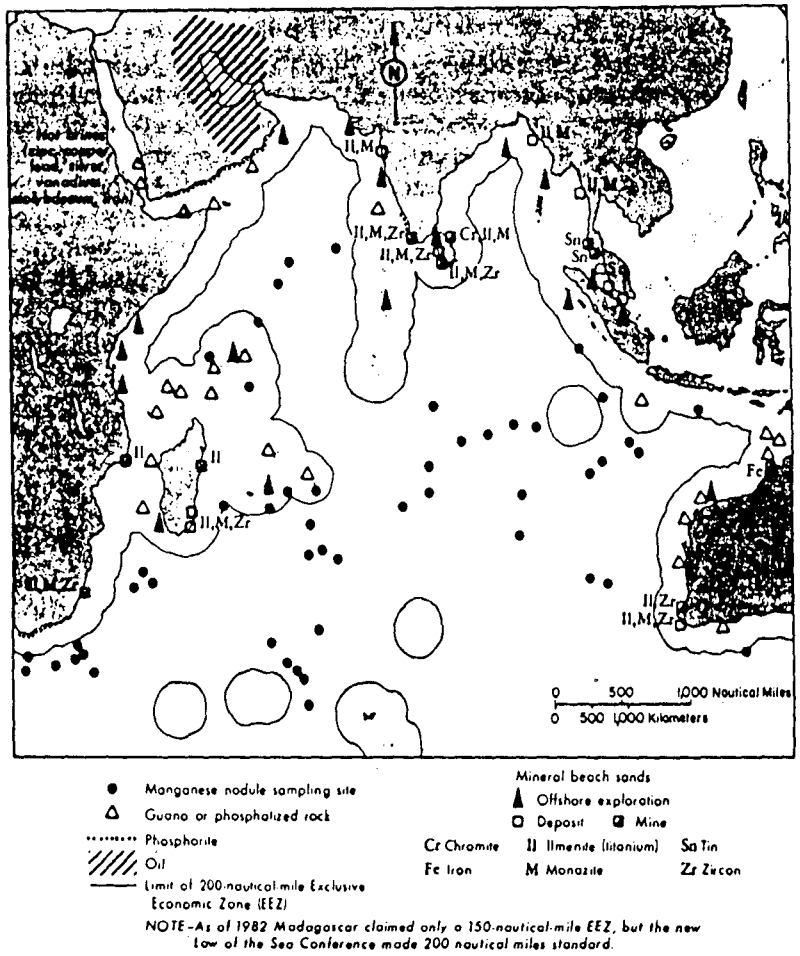 N
Hot brines
zinc, copper,
lead, silver,
vanadium,
molybdenum, iron
Il, M
Il, M
Il, M
Il, M, Zr
Cr, Il, M
Il, M, Zr
Il, M, Zr
Sn
Sn
Il
Il
Fe
Il, M, Zr
Il, M, Zr
Il, Zr
Il, M, Zr
0 500 1,000 Nautical Miles
0 500 1,000 Kilometers
Manganese nodule sampling site
Guano or phosphatized rock
Phosphorite
Oil
Limit of 200-nautical-mile Exclusive
Economic Zone (EEZ)
Mineral beach sands
Offshore exploration
Deposit Mine
Cr Chromite Il Ilmenite (titanium) Sn Tin
Fe Iron M Monazite Zr Zircon
NOTE–As of 1982 Madagascar claimed only a 150-nautical-mile EEZ, but the new
Law of the Sea Conference made 200 nautical miles standard.